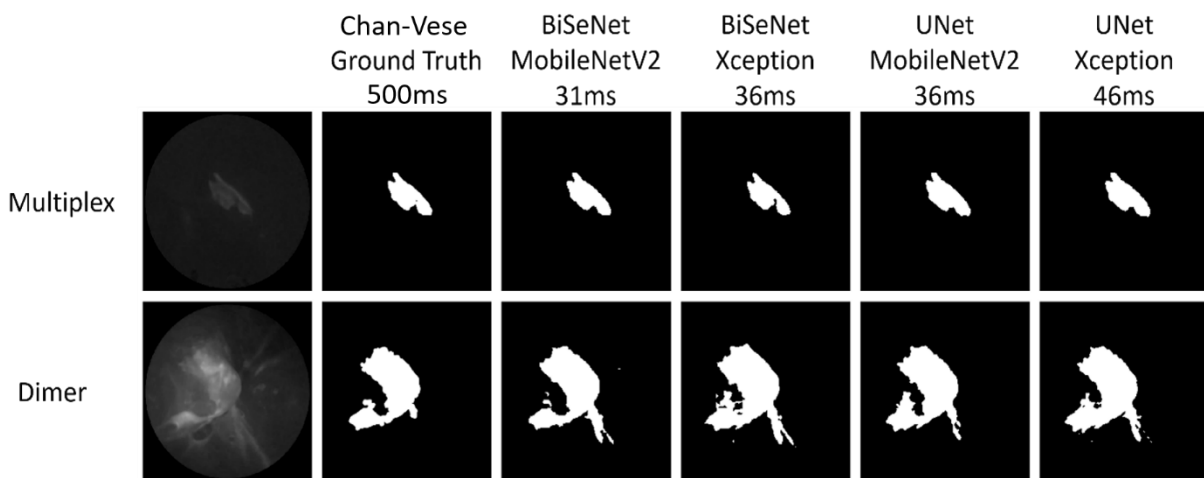 Chan-Vese
Ground Truth
500ms
BiSeNet
MobileNetV2
31ms
BiSeNet
Xception
36ms
UNet
MobileNetV2
36ms
UNet
Xception
46ms
Multiplex
Dimer